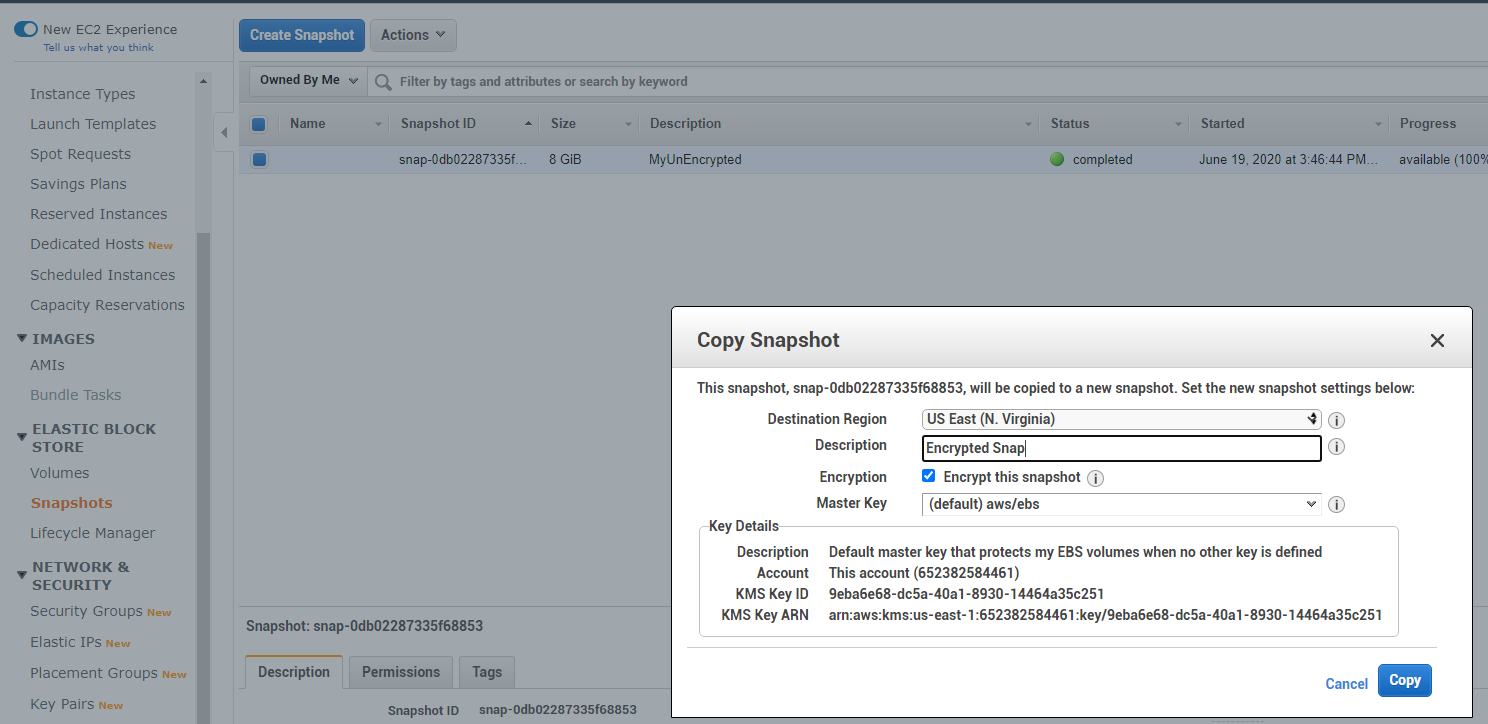 New EC2 Experience
Tell us what you think
Instance Types
Launch Templates
Spot Requests
Savings Plans
Reserved Instances
Dedicated Hosts New
Scheduled Instances
Capacity Reservations
IMAGES
AMIs
Bundle Tasks
ELASTIC BLOCK
STORE
Volumes
Snapshots
Lifecycle Manager
NETWORK &
SECURITY
Security Groups New
Elastic IPs New
Placement Groups New
Key Pairs New
Create Snapshot Actions
Owned By Me Filter by tags and attributes or search by keyword
Name Snapshot ID Size Description Status Started Progress
snap-0db02287335f... 8 GiB MyUnEncrypted completed June 19, 2020 at 3:46:44 PM... available (100%
Copy Snapshot
This snapshot, snap-0db02287335f68853, will be copied to a new snapshot. Set the new snapshot settings below:
Destination Region US East (N. Virginia)
Description Encrypted Snap
Encryption Encrypt this snapshot
Master Key (default) aws/ebs
Key Details
Description Default master key that protects my EBS volumes when no other key is defined
Account This account (652382584461)
KMS Key ID 9eba6e68-dc5a-40a1-8930-14464a35c251
KMS Key ARN arn:aws:kms:us-east-1:652382584461:key/9eba6e68-dc5a-40a1-8930-14464a35c251
Cancel Copy
Snapshot: snap-0db02287335f68853
Description Permissions Tags
Snapshot ID snap-0db02287335f68853